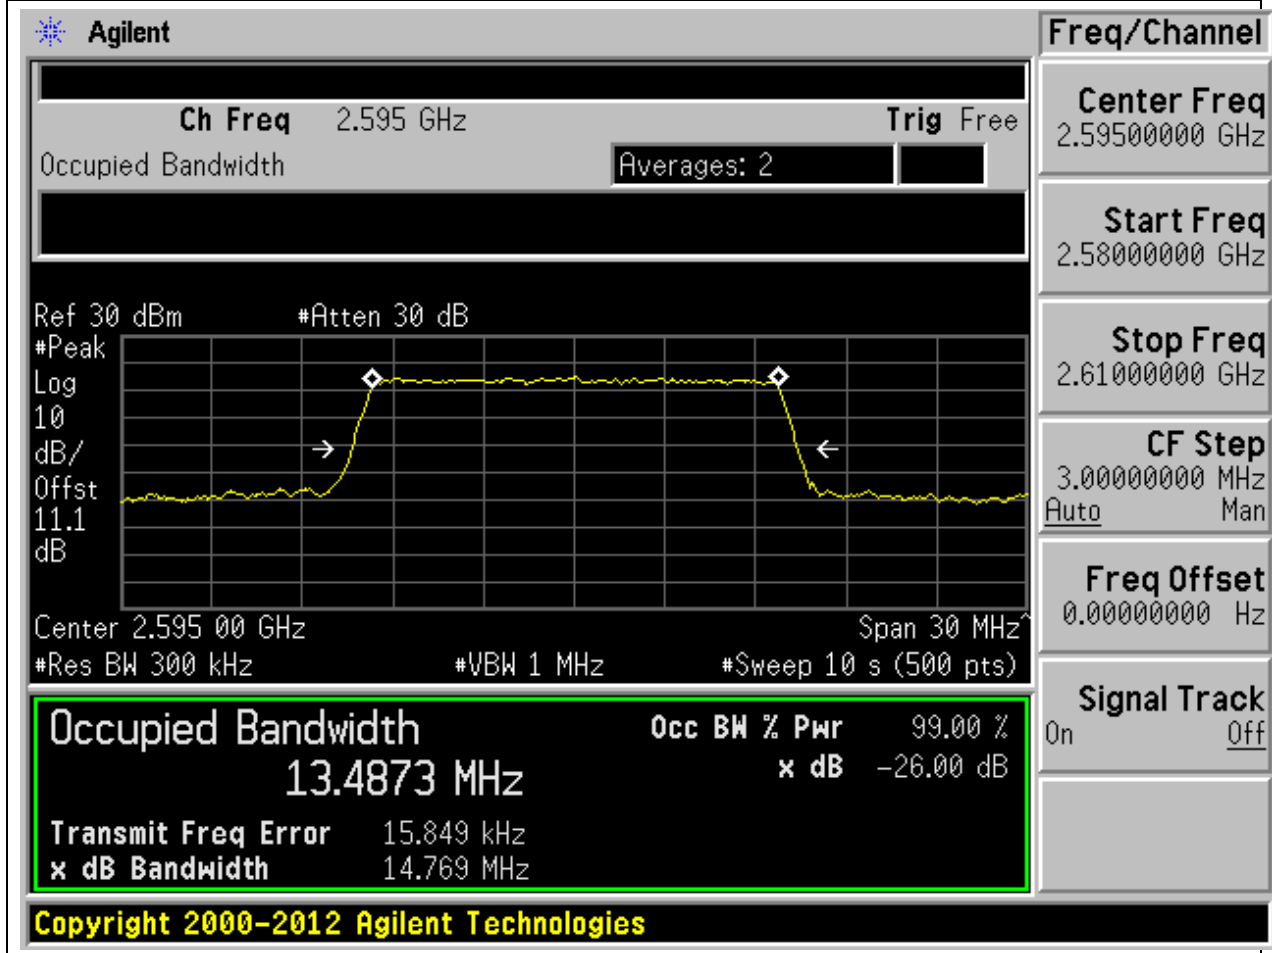 Agilent
Freq/Channel
Ch Freq 2.595 GHz Trig Free
Occupied Bandwidth Averages: 2
Ref 30 dBm #Atten 30 dB
#Peak
Log
10
dB/
Offst
11.1
dB
Center 2.595 00 GHz Span 30 MHz^
#Res BW 300 kHz #VBW 1 MHz #Sweep 10 s (500 pts)
Occupied Bandwidth
13.4873 MHz
Occ BW % Pwr 99.00 %
x dB -26.00 dB
Transmit Freq Error 15.849 kHz
x dB Bandwidth 14.769 MHz
Copyright 2000-2012 Agilent Technologies
Center Freq
2.59500000 GHz
Start Freq
2.58000000 GHz
Stop Freq
2.61000000 GHz
CF Step
3.00000000 MHz
Auto Man
Freq Offset
0.00000000 Hz
Signal Track
On Off